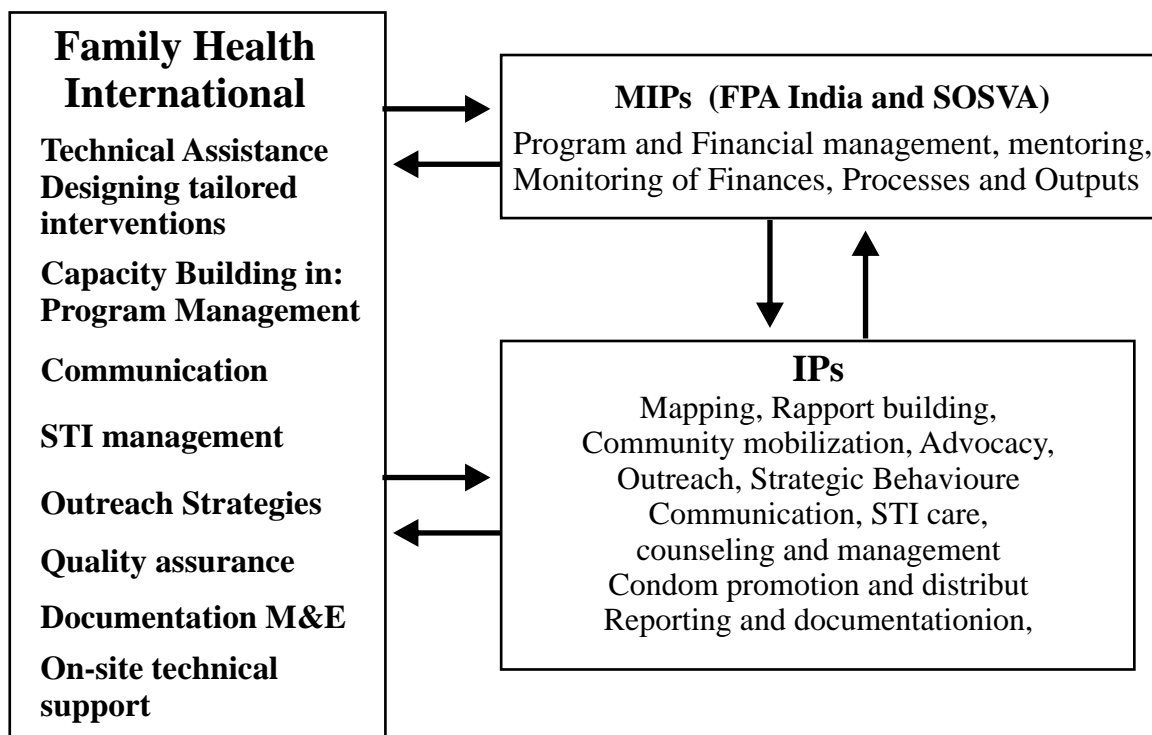 Family Health
International
Technical Assistance
Designing tailored
interventions
Capacity Building in:
Program Management
Communication
STI management
Outreach Strategies
Quality assurance
Documentation M&E
On-site technical
support
MIPs (FPA India and SOSVA)
Program and Financial management, mentoring,
Monitoring of Finances, Processes and Outputs
IPs
Mapping, Rapport building,
Community mobilization, Advocacy,
Outreach, Strategic Behavioure
Communication, STI care,
counseling and management
Condom promotion and distribut
Reporting and documentationion,